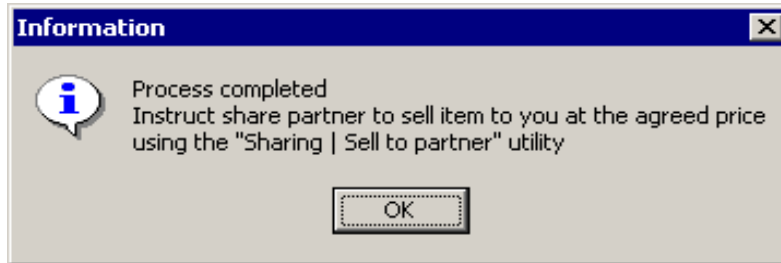 Information
Process completed
Instruct share partner to sell item to you at the agreed price
using the "Sharing | Sell to partner" utility
OK